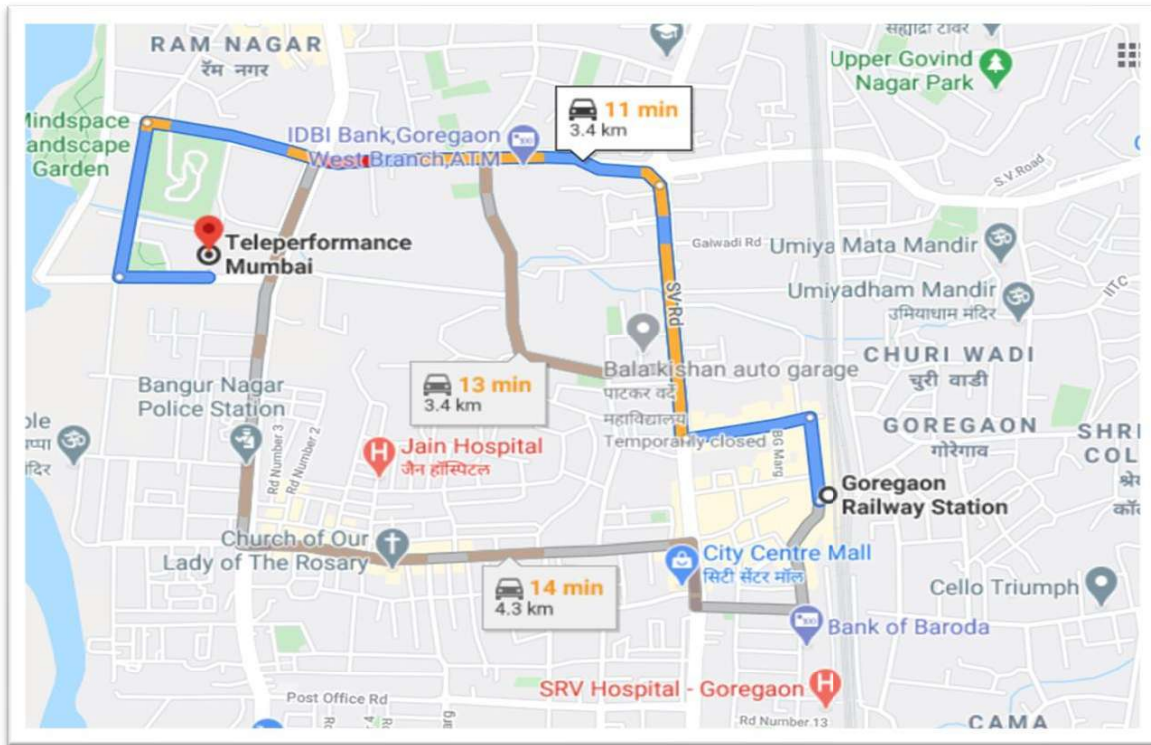 RAM NAGAR
रॅम नगर
सह्याद्री टावर
Upper Govind
Nagar Park
Mindspace
Landscape
Garden
IDBI Bank,Goregaon
West Branch,ATM
11 min
3.4 km
S.V.Road
Teleperformance
Mumbai
Galwadi Rd
Umiya Mata Mandir
SV Rd
Umiyadham Mandir
उमियाधाम मंदिर
IITC
Bala kishan auto garage
पाटकर वर्दे
महाविद्यालय
Temporarily closed
CHURI WADI
चुरी वाडी
13 min
3.4 km
Bangur Nagar
Police Station
GOREGAON
गोरेगाव
SHRI
COL
Rd Number 3
Rd Number 2
Jain Hospital
जैन हॉस्पिटल
BG Marg
Goregaon
Railway Station
Church of Our
Lady of The Rosary
City Centre Mall
सिटी सेंटर मॉल
14 min
4.3 km
Cello Triumph
Bank of Baroda
SRV Hospital - Goregaon
Post Office Rd
Rd Number 13
CAMA